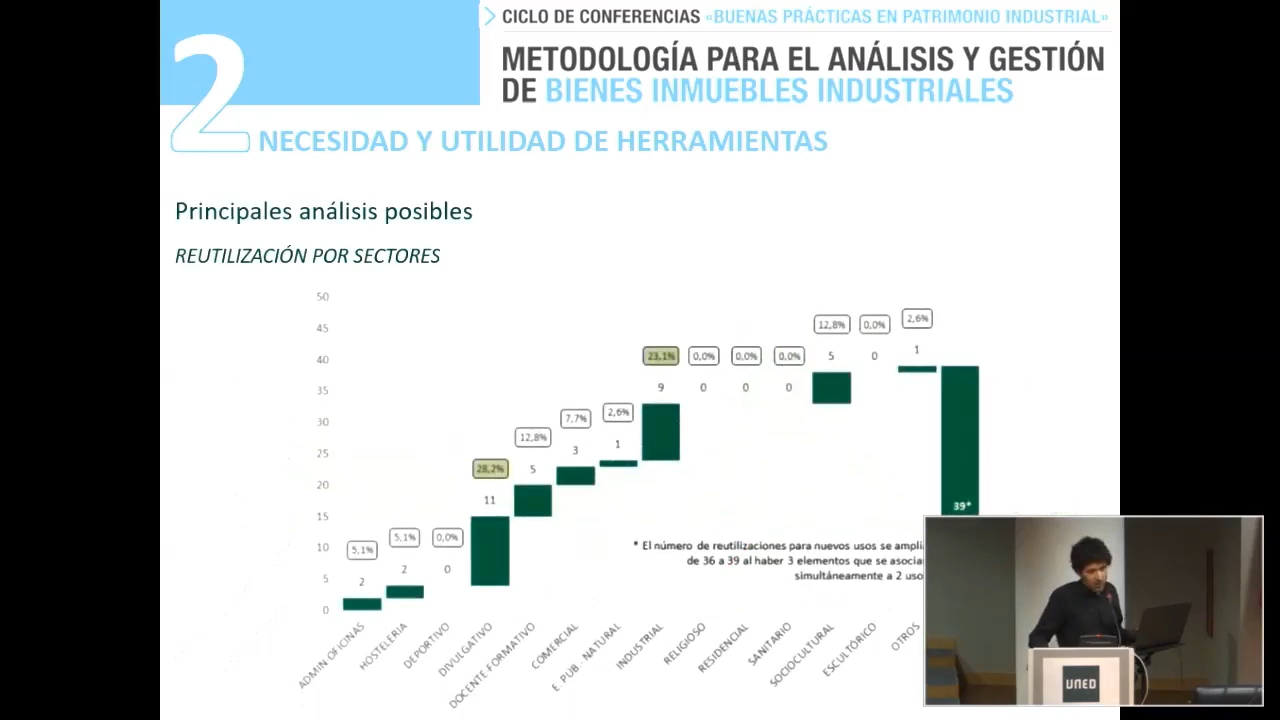 CICLO DE CONFERENCIAS «BUENAS PRÁCTICAS EN PATRIMONIO INDUSTRIAL»
METODOLOGÍA PARA EL ANÁLISIS Y GESTIÓN
DE BIENES INMUEBLES INDUSTRIALES
2 NECESIDAD Y UTILIDAD DE HERRAMIENTAS
Principales análisis posibles
REUTILIZACIÓN POR SECTORES
50
45
40
35
30
25
20
15
10
5
0
5,1%
2
5,1%
2
0,0%
0
28,2%
11
12,8%
5
7,7%
3
2,6%
1
23,1%
9
0,0%
0
0,0%
0
0,0%
0
12,8%
5
0,0%
0
2,6%
1
39*
* El número de reutilizaciones para nuevos usos se ampli
de 36 a 39 al haber 3 elementos que se asocia
simultáneamente a 2 uso
ADMIN OFICINAS
HOSTELERIA
DEPORTIVO
DIVULGATIVO
DOCENTE FORMATIVO
COMERCIAL
E. PUB - NATURAL
INDUSTRIAL
RELIGIOSO
RESIDENCIAL
SANITARIO
SOCIOCULTURAL
ESCULTÓRICO
OTROS
UNED